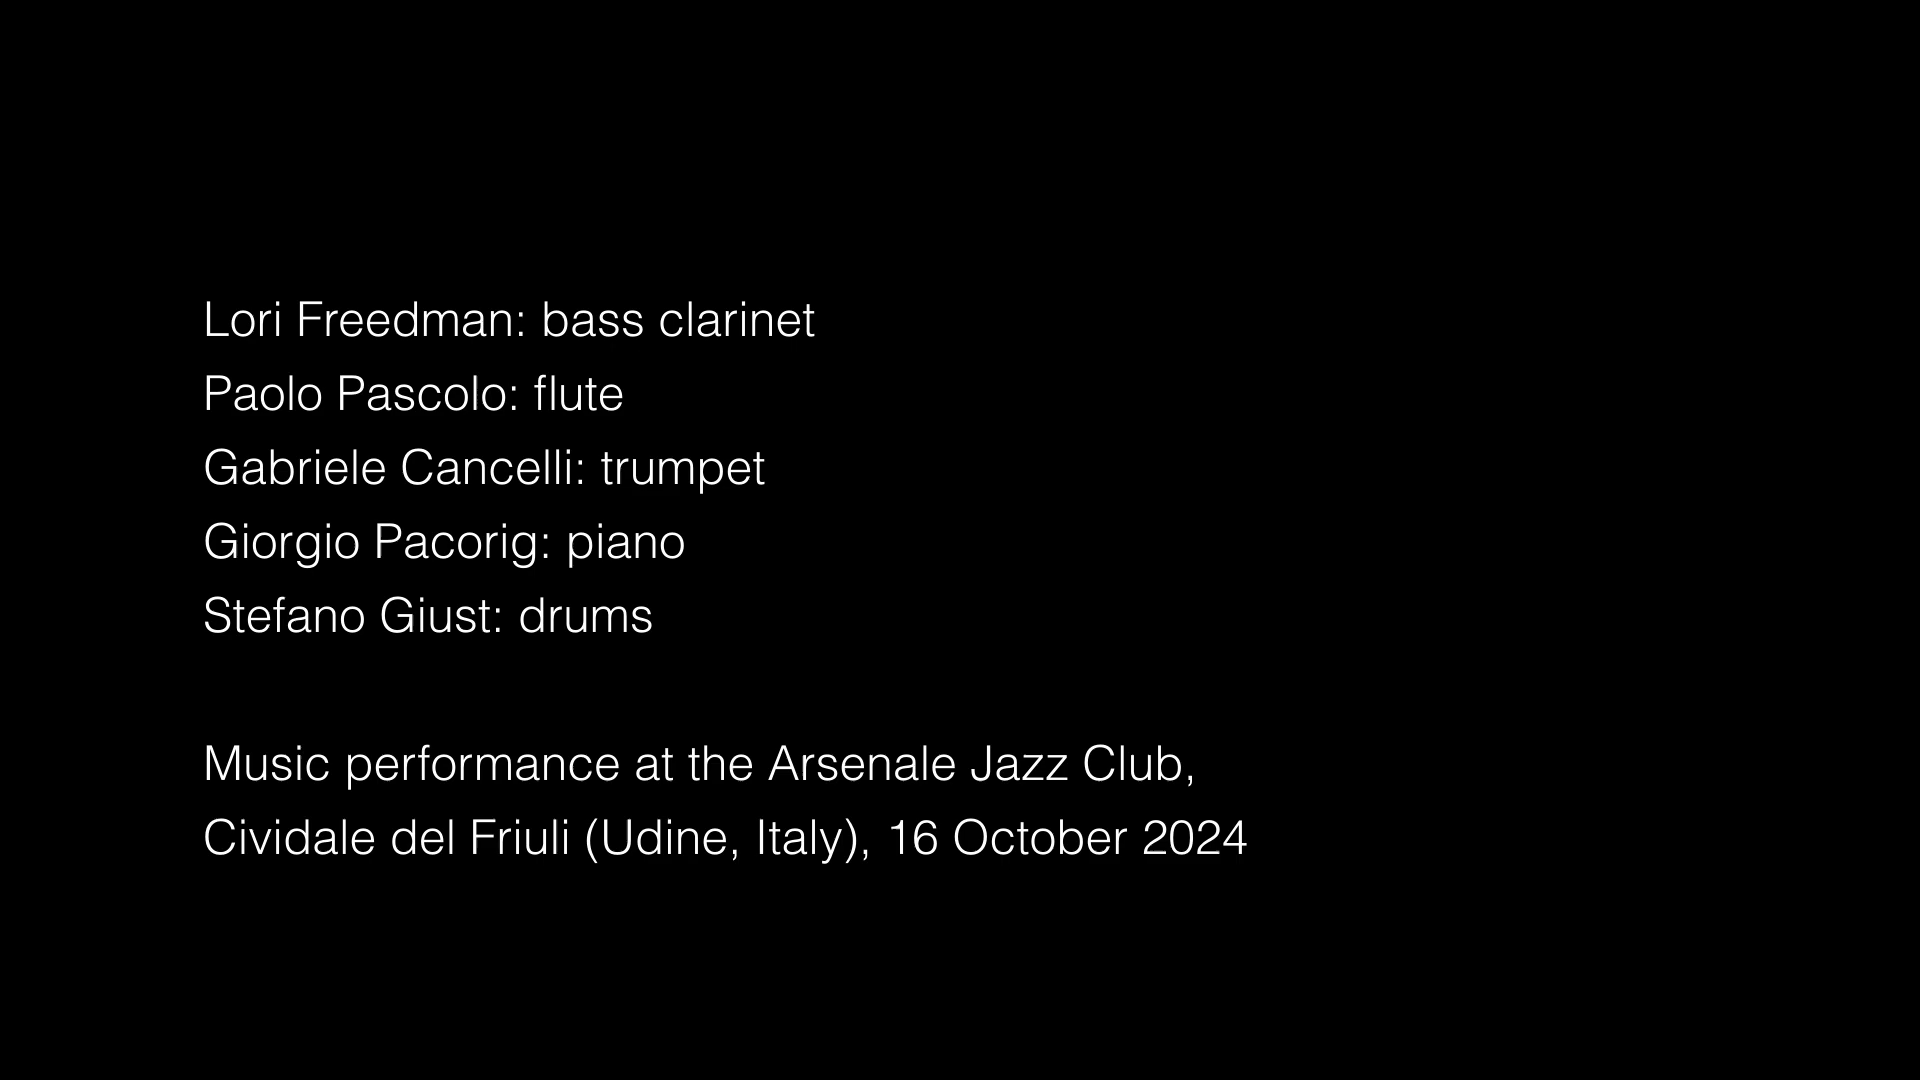 Lori Freedman: bass clarinet
Paolo Pascolo: flute
Gabriele Cancelli: trumpet
Giorgio Pacorig: piano
Stefano Giust: drums
Music performance at the Arsenale Jazz Club,
Cividale del Friuli (Udine, Italy), 16 October 2024